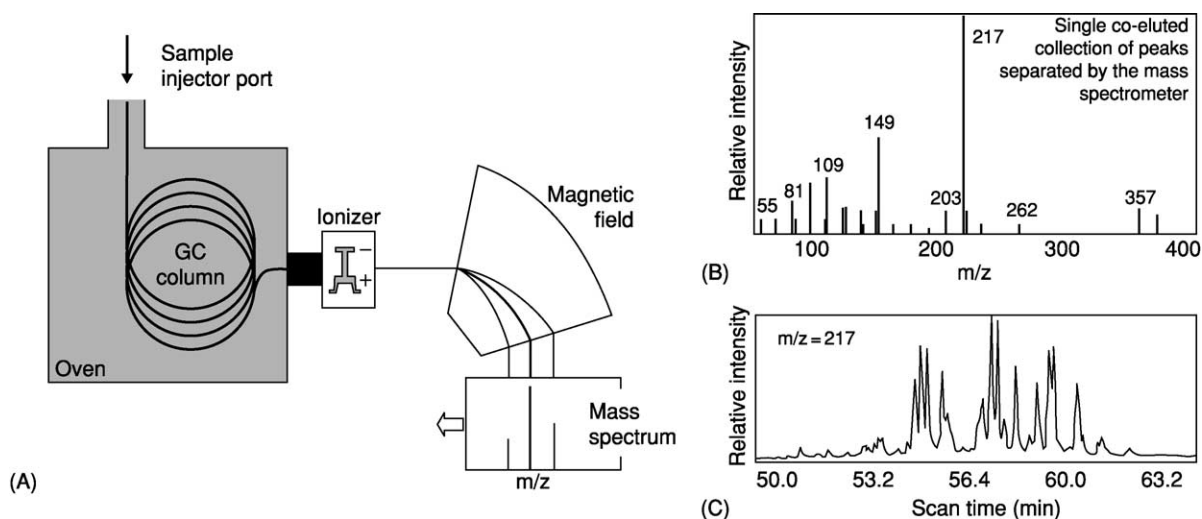 Sample
injector port
GC
column
Oven
Ionizer
−
+
Magnetic
field
Mass
spectrum
m/z
(A)
Relative intensity
55
81
109
149
203
217
262
357
Single co-eluted
collection of peaks
separated by the mass
spectrometer
100
200
300
400
m/z
(B)
Relative intensity
m/z = 217
50.0
53.2
56.4
60.0
63.2
Scan time (min)
(C)